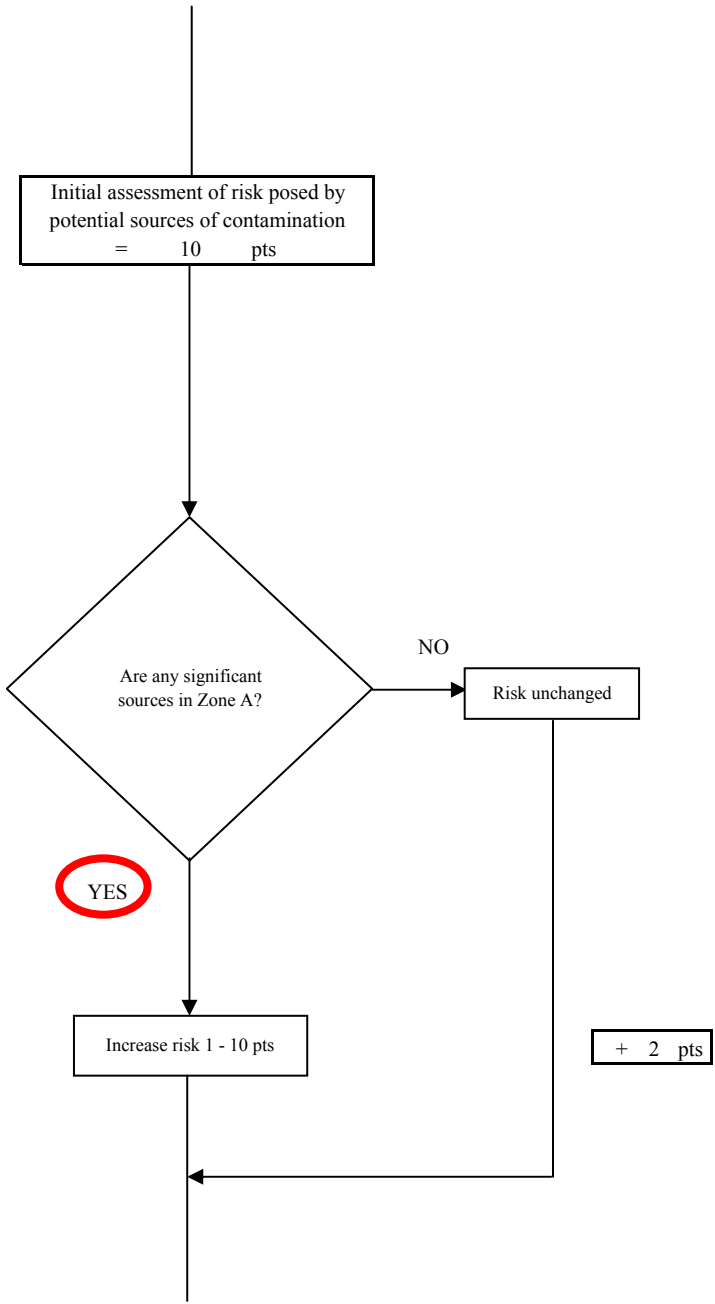 Initial assessment of risk posed by
potential sources of contamination
= 10 pts
NO
Are any significant
sources in Zone A?
Risk unchanged
YES
Increase risk 1 - 10 pts
+ 2 pts